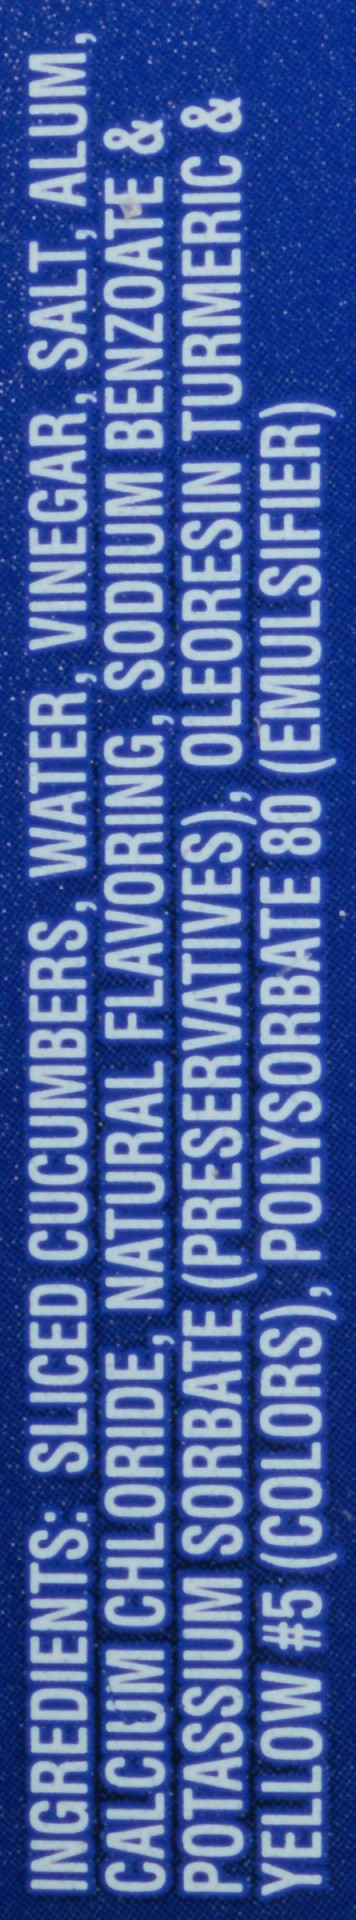 INGREDIENTS: SLICED CUCUMBERS, WATER, VINEGAR, SALT, ALUM,
CALCIUM CHLORIDE, NATURAL FLAVORING, SODIUM BENZOATE &
POTASSIUM SORBATE (PRESERVATIVES), OLEORESIN TURMERIC &
YELLOW #5 (COLORS), POLYSORBATE 80 (EMULSIFIER)